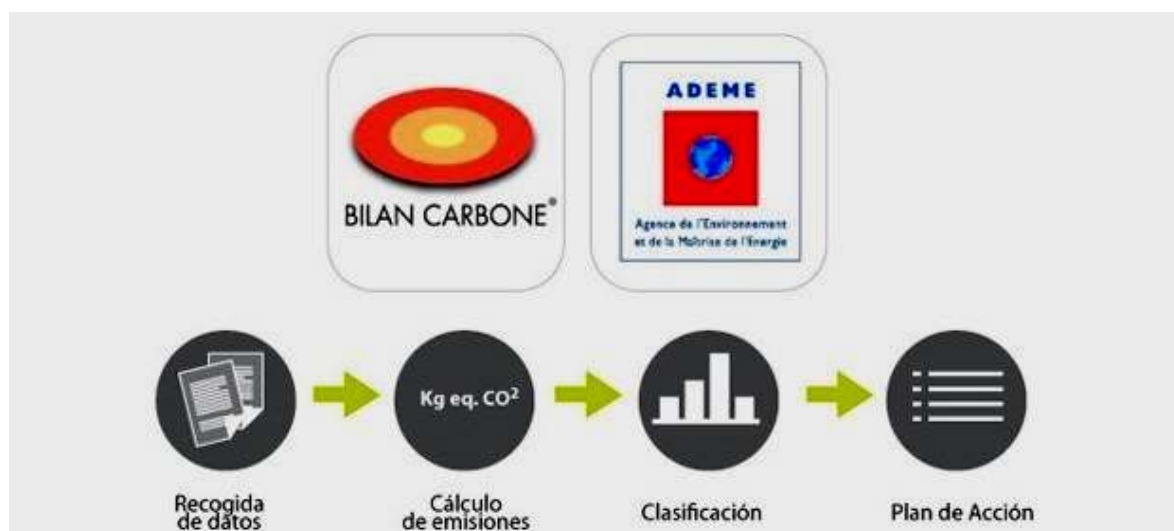 BILAN CARBONE®
ADEME
Agence de l'Environnement
et de la Maîtrise de l'Energie
Kg eq. CO²
Recogida
de datos
Cálculo
de emisiones
Clasificación
Plan de Acción